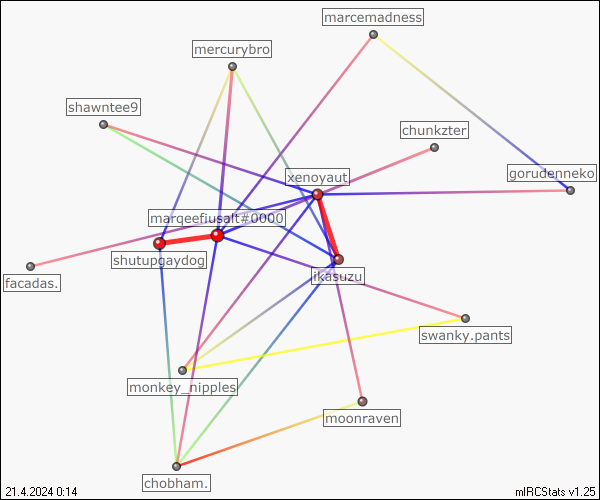 marcemadness
mercurybro
shawntee9
chunkzter
gorudenneko
xenoyaut
marqeefiusaft#0000
shutupgaydog
ikasuzu
facadas.
swanky.pants
monkey_nipples
moonraven
chobham.
21.4.2024 0:14
mIRCStats v1.25